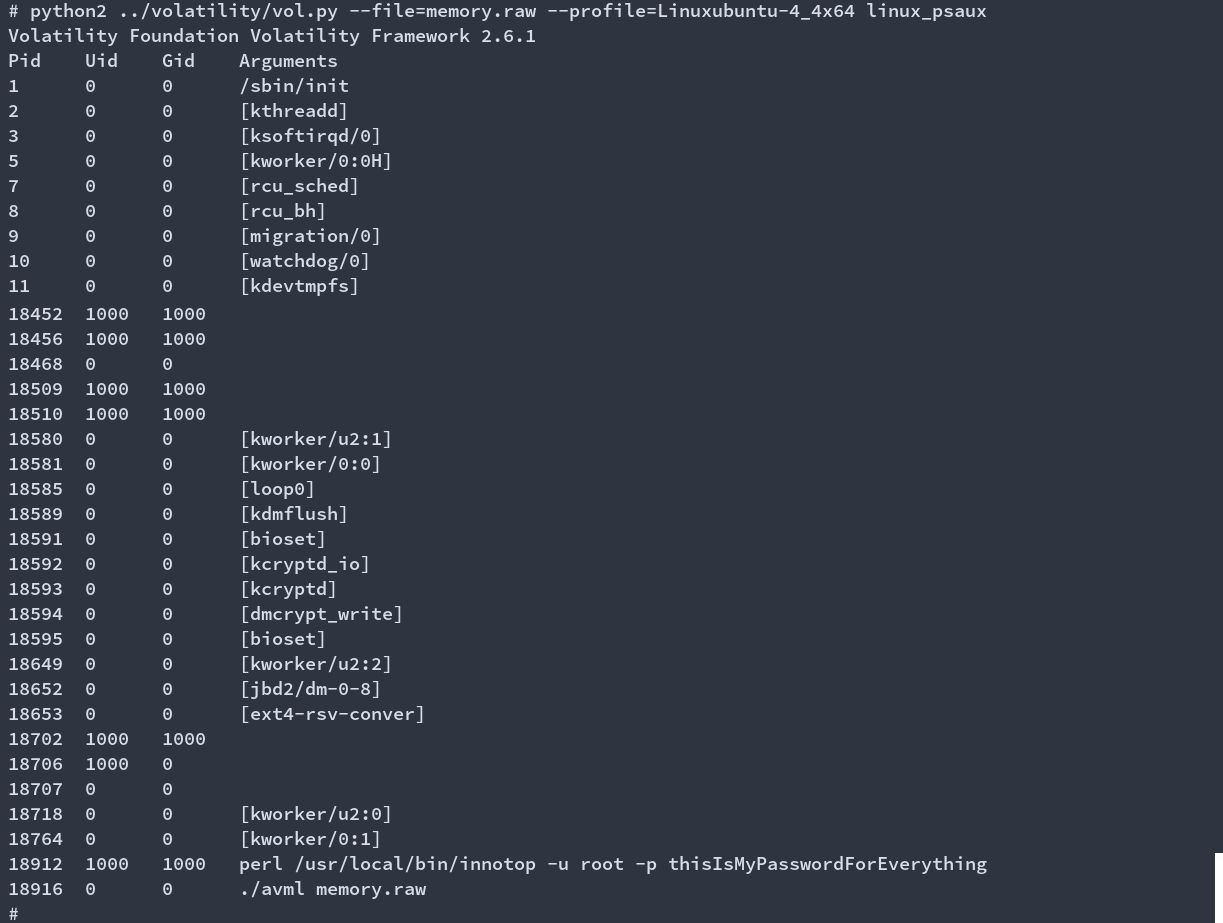 # python2 ../volatility/vol.py --file=memory.raw --profile=Linuxubuntu-4_4x64 linux_psaux
Volatility Foundation Volatility Framework 2.6.1
Pid    Uid    Gid    Arguments
1      0      0      /sbin/init
2      0      0      [kthreadd]
3      0      0      [ksoftirqd/0]
5      0      0      [kworker/0:0H]
7      0      0      [rcu_sched]
8      0      0      [rcu_bh]
9      0      0      [migration/0]
10     0      0      [watchdog/0]
11     0      0      [kdevtmpfs]
18452  1000   1000
18456  1000   1000
18468  0      0
18509  1000   1000
18510  1000   1000
18580  0      0      [kworker/u2:1]
18581  0      0      [kworker/0:0]
18585  0      0      [loop0]
18589  0      0      [kdmflush]
18591  0      0      [bioset]
18592  0      0      [kcryptd_io]
18593  0      0      [kcryptd]
18594  0      0      [dmcrypt_write]
18595  0      0      [bioset]
18649  0      0      [kworker/u2:2]
18652  0      0      [jbd2/dm-0-8]
18653  0      0      [ext4-rsv-conver]
18702  1000   1000
18706  1000   0
18707  0      0
18718  0      0      [kworker/u2:0]
18764  0      0      [kworker/0:1]
18912  1000   1000   perl /usr/local/bin/innotop -u root -p thisIsMyPasswordForEverything
18916  0      0      ./avml memory.raw
#